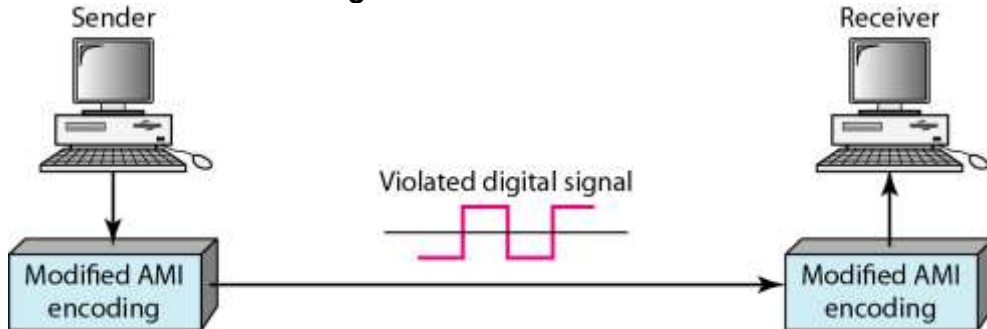 Sender
Receiver
Violated digital signal
Modified AMI
encoding
Modified AMI
encoding